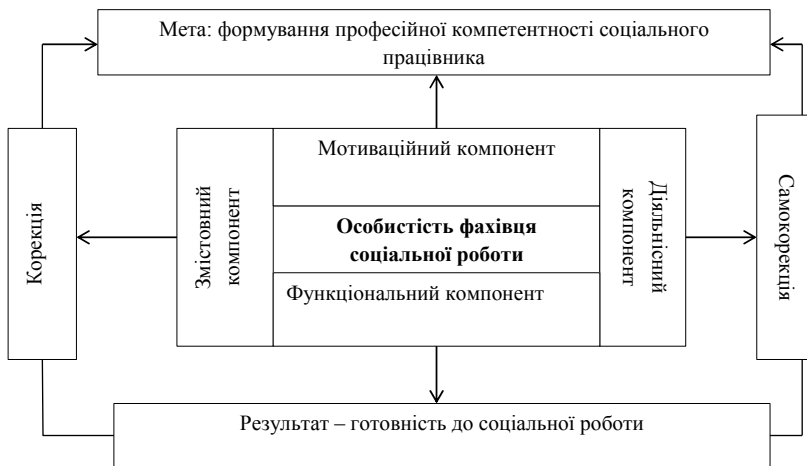 Мета: формування професійної компетентності соціального
працівника
Корекція
Змістовний
компонент
Мотиваційний компонент
Особистість фахівця
соціальної роботи
Функціональний компонент
Діяльнісний
компонент
Самокорекція
Результат – готовність до соціальної роботи